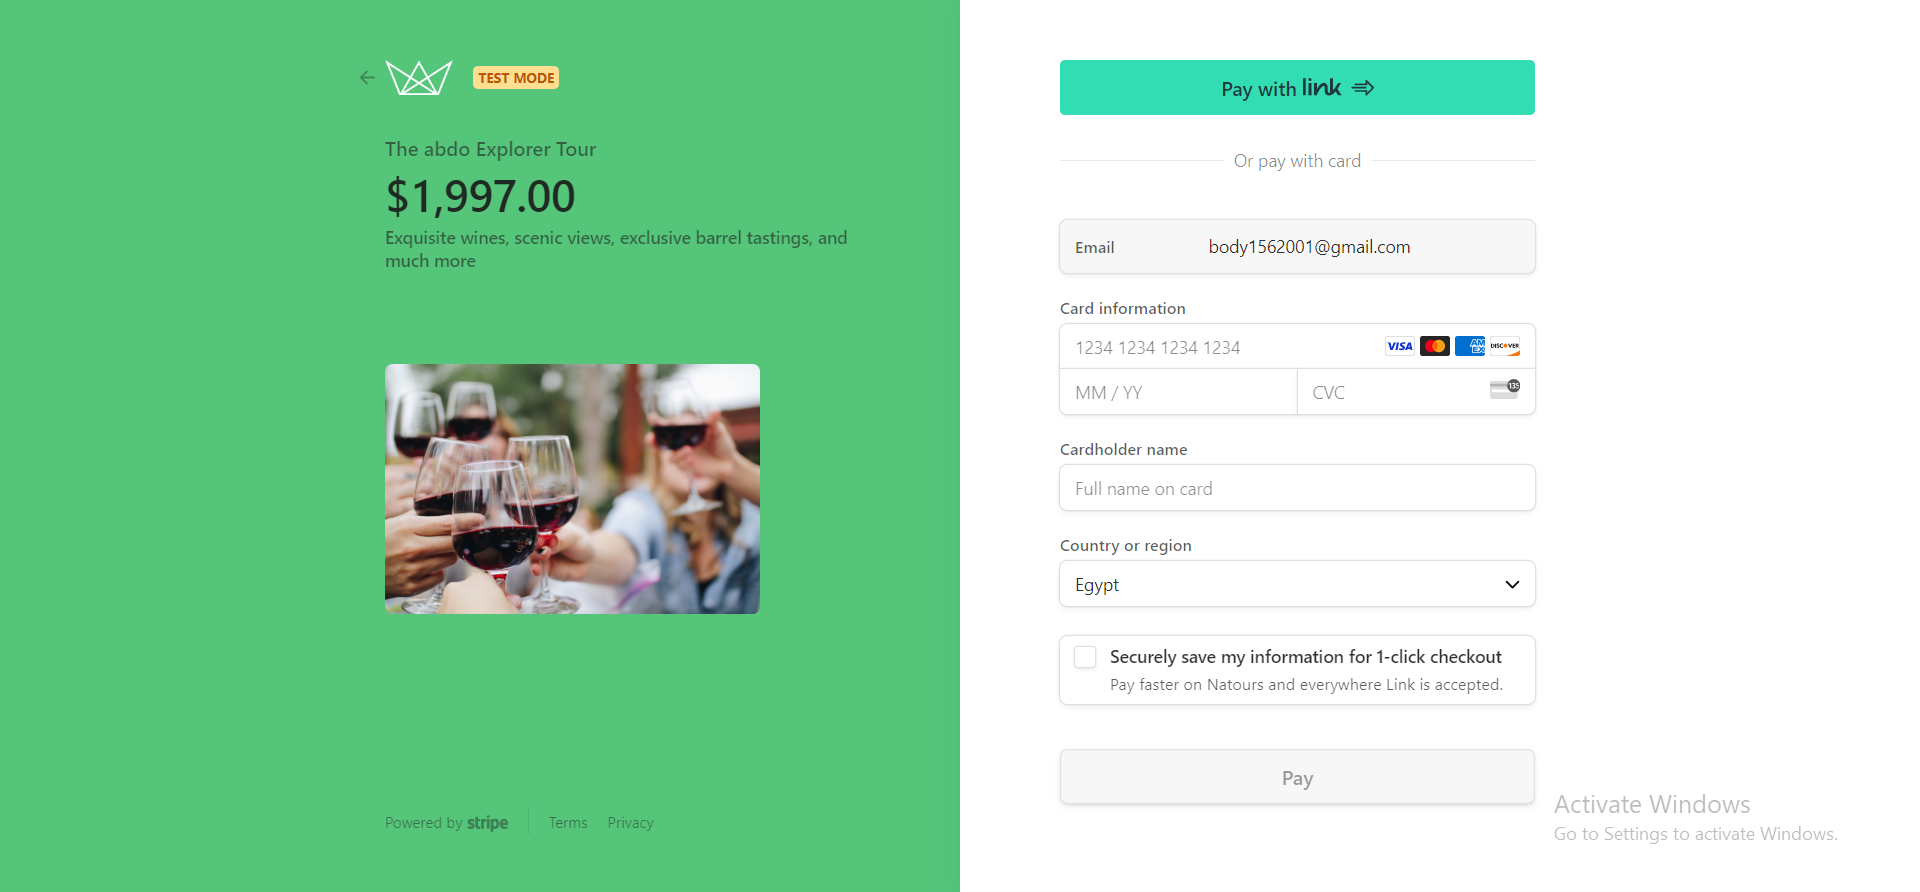 TEST MODE
The abdo Explorer Tour
$1,997.00
Exquisite wines, scenic views, exclusive barrel tastings, and
much more
Powered by stripe
Terms
Privacy
Pay with link
Or pay with card
Email
body1562001@gmail.com
Card information
1234 1234 1234 1234
VISA
AM
EX
DISCOVER
MM / YY
CVC
135
Cardholder name
Full name on card
Country or region
Egypt
Securely save my information for 1-click checkout
Pay faster on Natours and everywhere Link is accepted.
Pay
Activate Windows
Go to Settings to activate Windows.